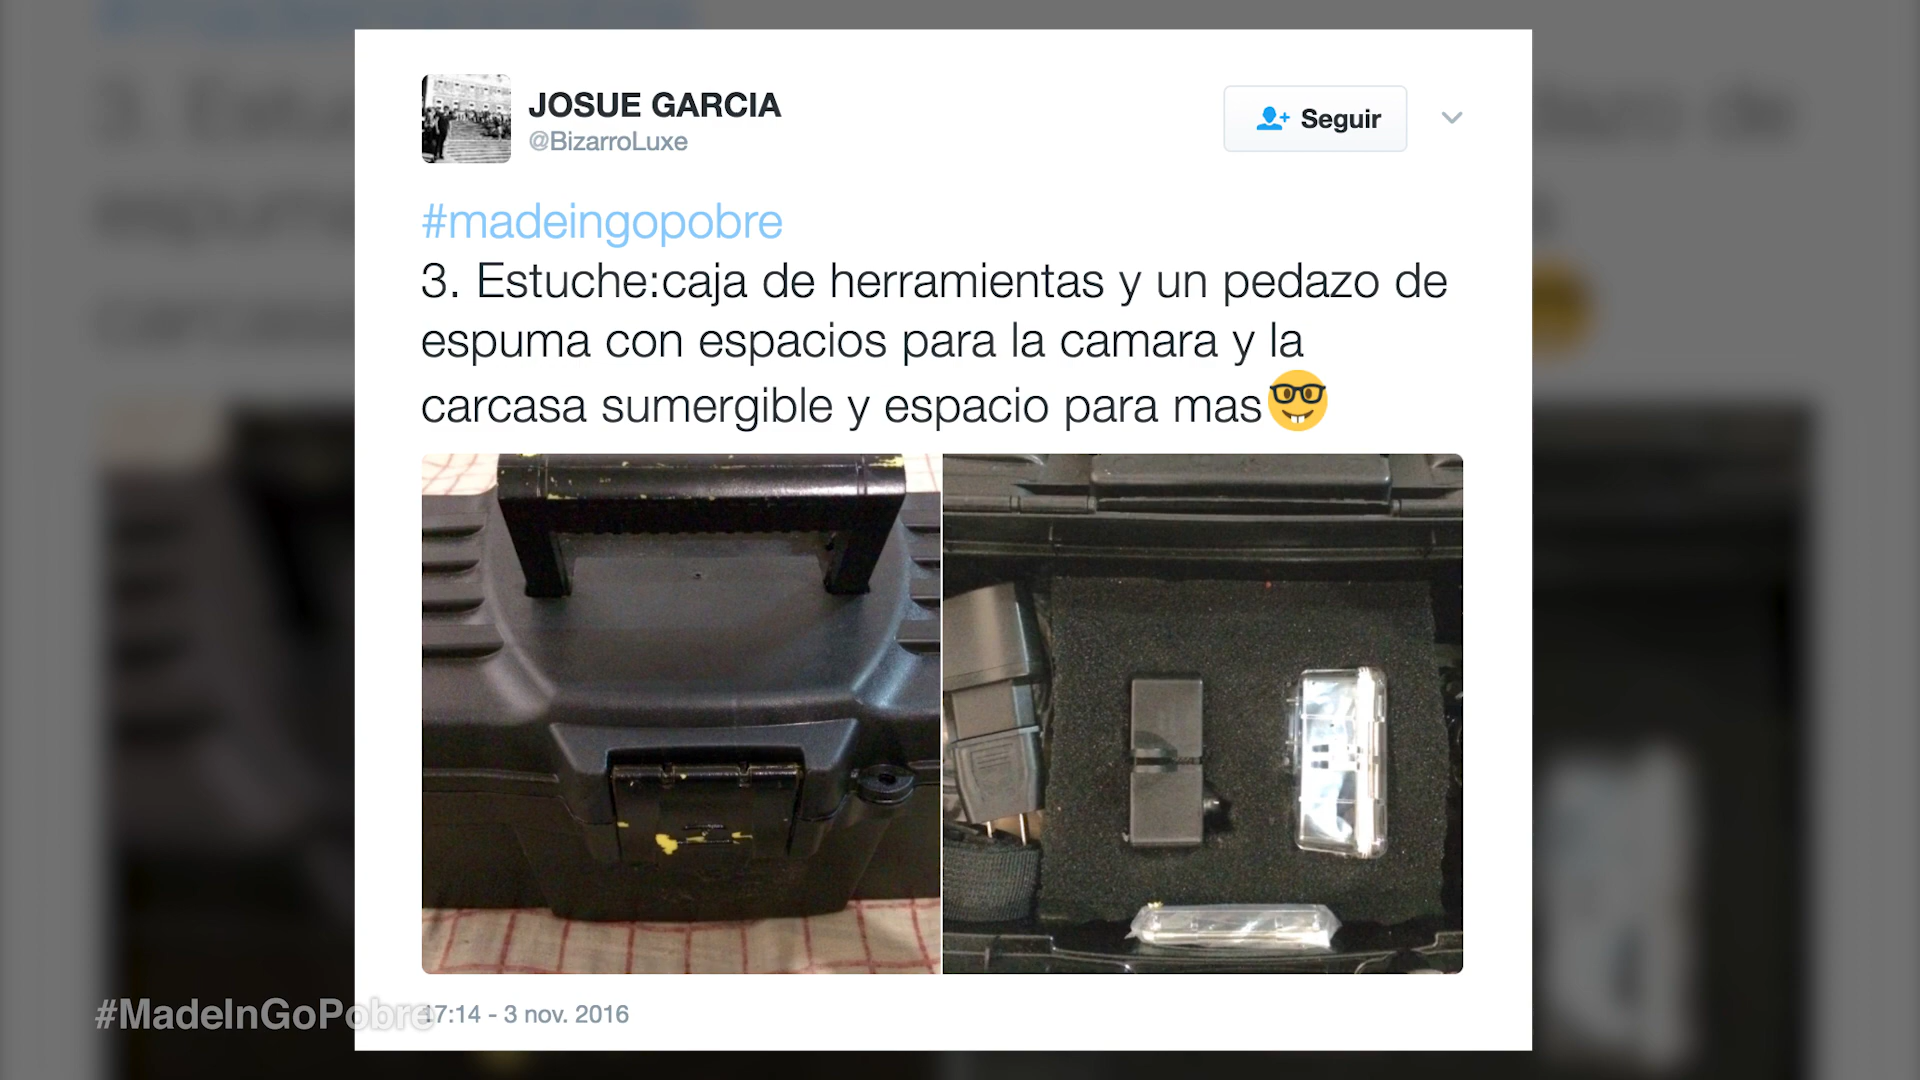 JOSUE GARCIA
@BizarroLuxe
Seguir
#madeingopobre
3. Estuche:caja de herramientas y un pedazo de
espuma con espacios para la camara y la
carcasa sumergible y espacio para mas🤓
17:14 - 3 nov. 2016
#MadeInGoPobre